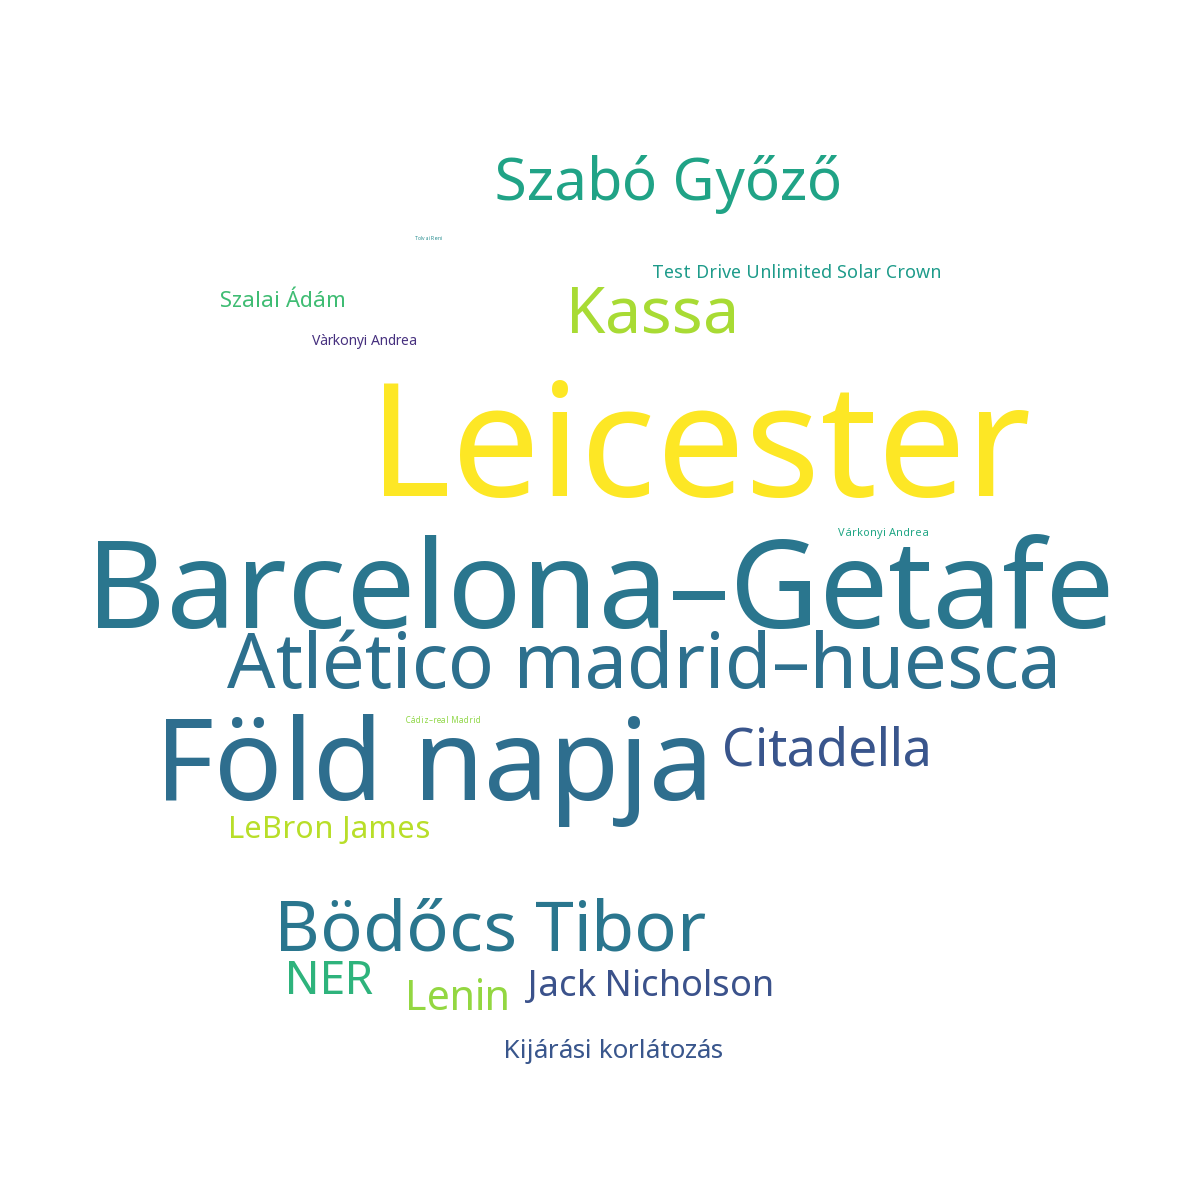 Szabó Győző
Tolvai Reni
Test Drive Unlimited Solar Crown
Szalai Ádám
Kassa
Vàrkonyi Andrea
Leicester
Várkonyi Andrea
Barcelona–Getafe
Atlético madrid–huesca
Föld napja
Cádiz–real Madrid
Citadella
LeBron James
Bödőcs Tibor
NER
Lenin
Jack Nicholson
Kijárási korlátozás